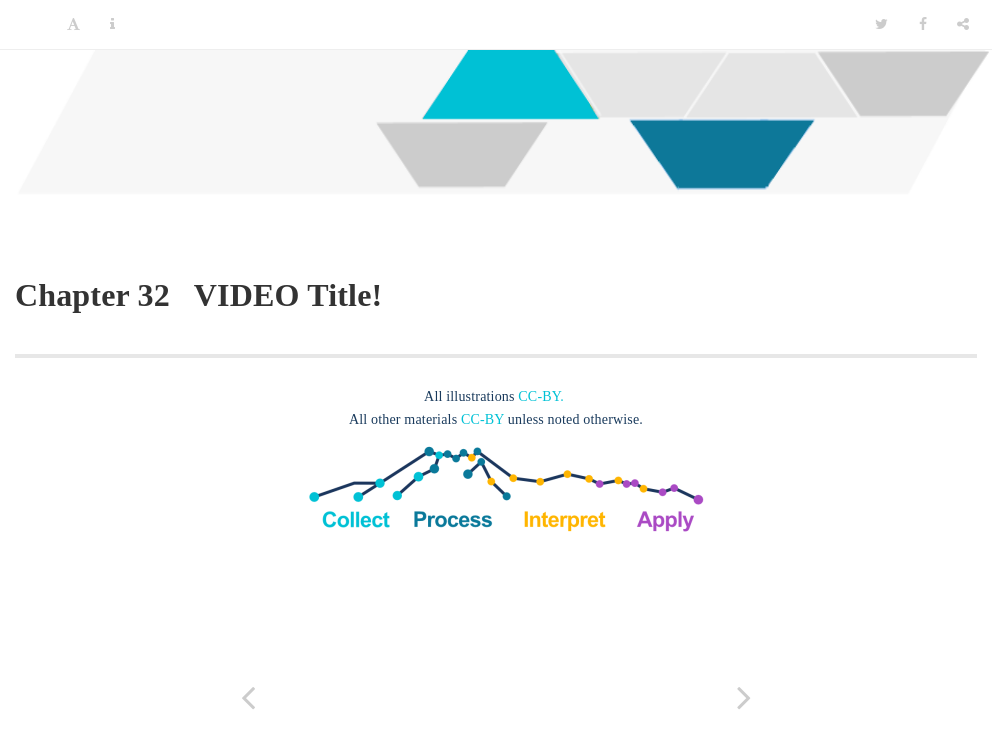 Chapter 32 VIDEO Title!
All illustrations CC-BY.
All other materials CC-BY unless noted otherwise.
Collect Process Interpret Apply